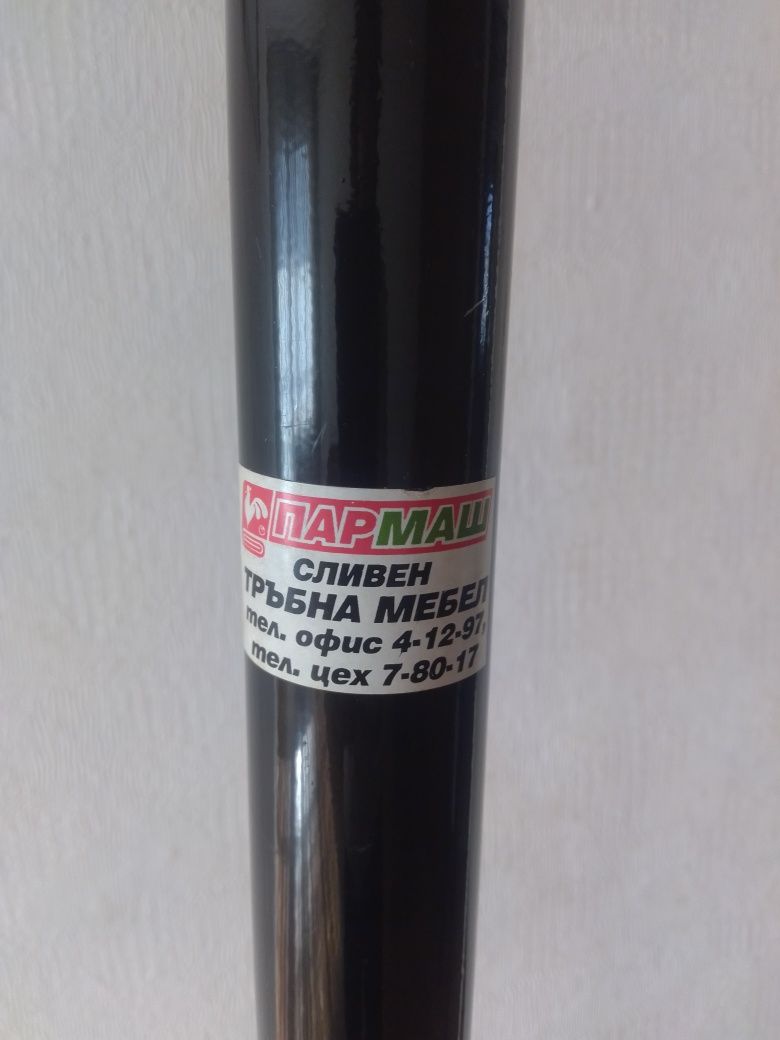 ПАРМАШ
СЛИВЕН
ТРЪБНА МЕБЕЛ
тел. офис 4-12-97,
тел. цех 7-80-17